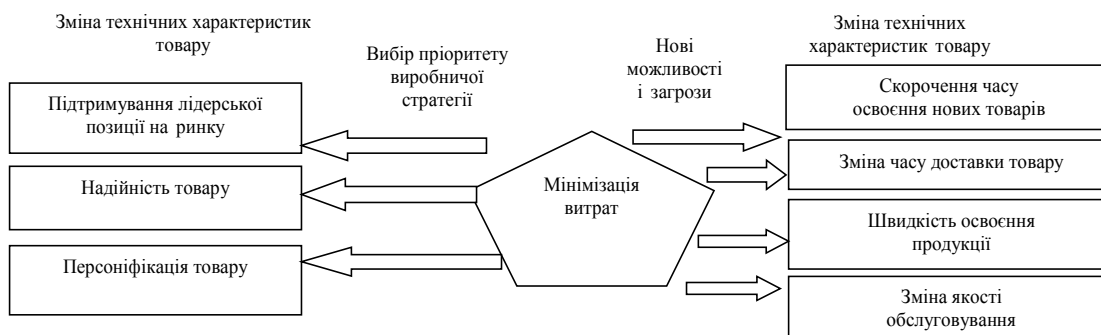 Зміна технічних характеристик
товару
Вибір пріоритету
виробничої
стратегії
Нові
можливості
і загрози
Зміна технічних
характеристик товару
Підтримування лідерської
позиції на ринку
Надійність товару
Персоніфікація товару
Мінімізація
витрат
Скорочення часу
освоєння нових товарів
Зміна часу доставки товару
Швидкість освоєння
продукції
Зміна якості
обслуговування